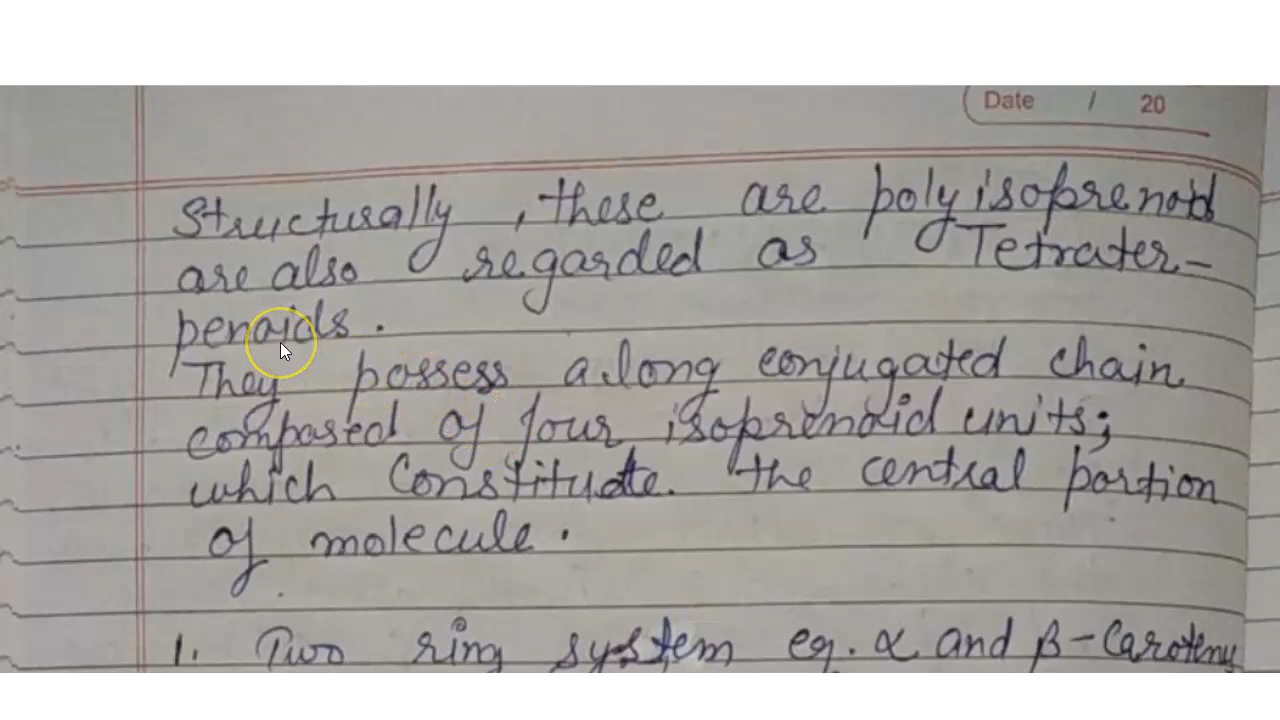 Date / 20
Structurally, these are polyisoprenoid
are also regarded as Tetrater-
penoids.
They possess a long conjugated chain
composed of four isoprenoid units;
which Constitute. the central portion
of molecule.
1. Two ring system eg. α and β-Caroteny